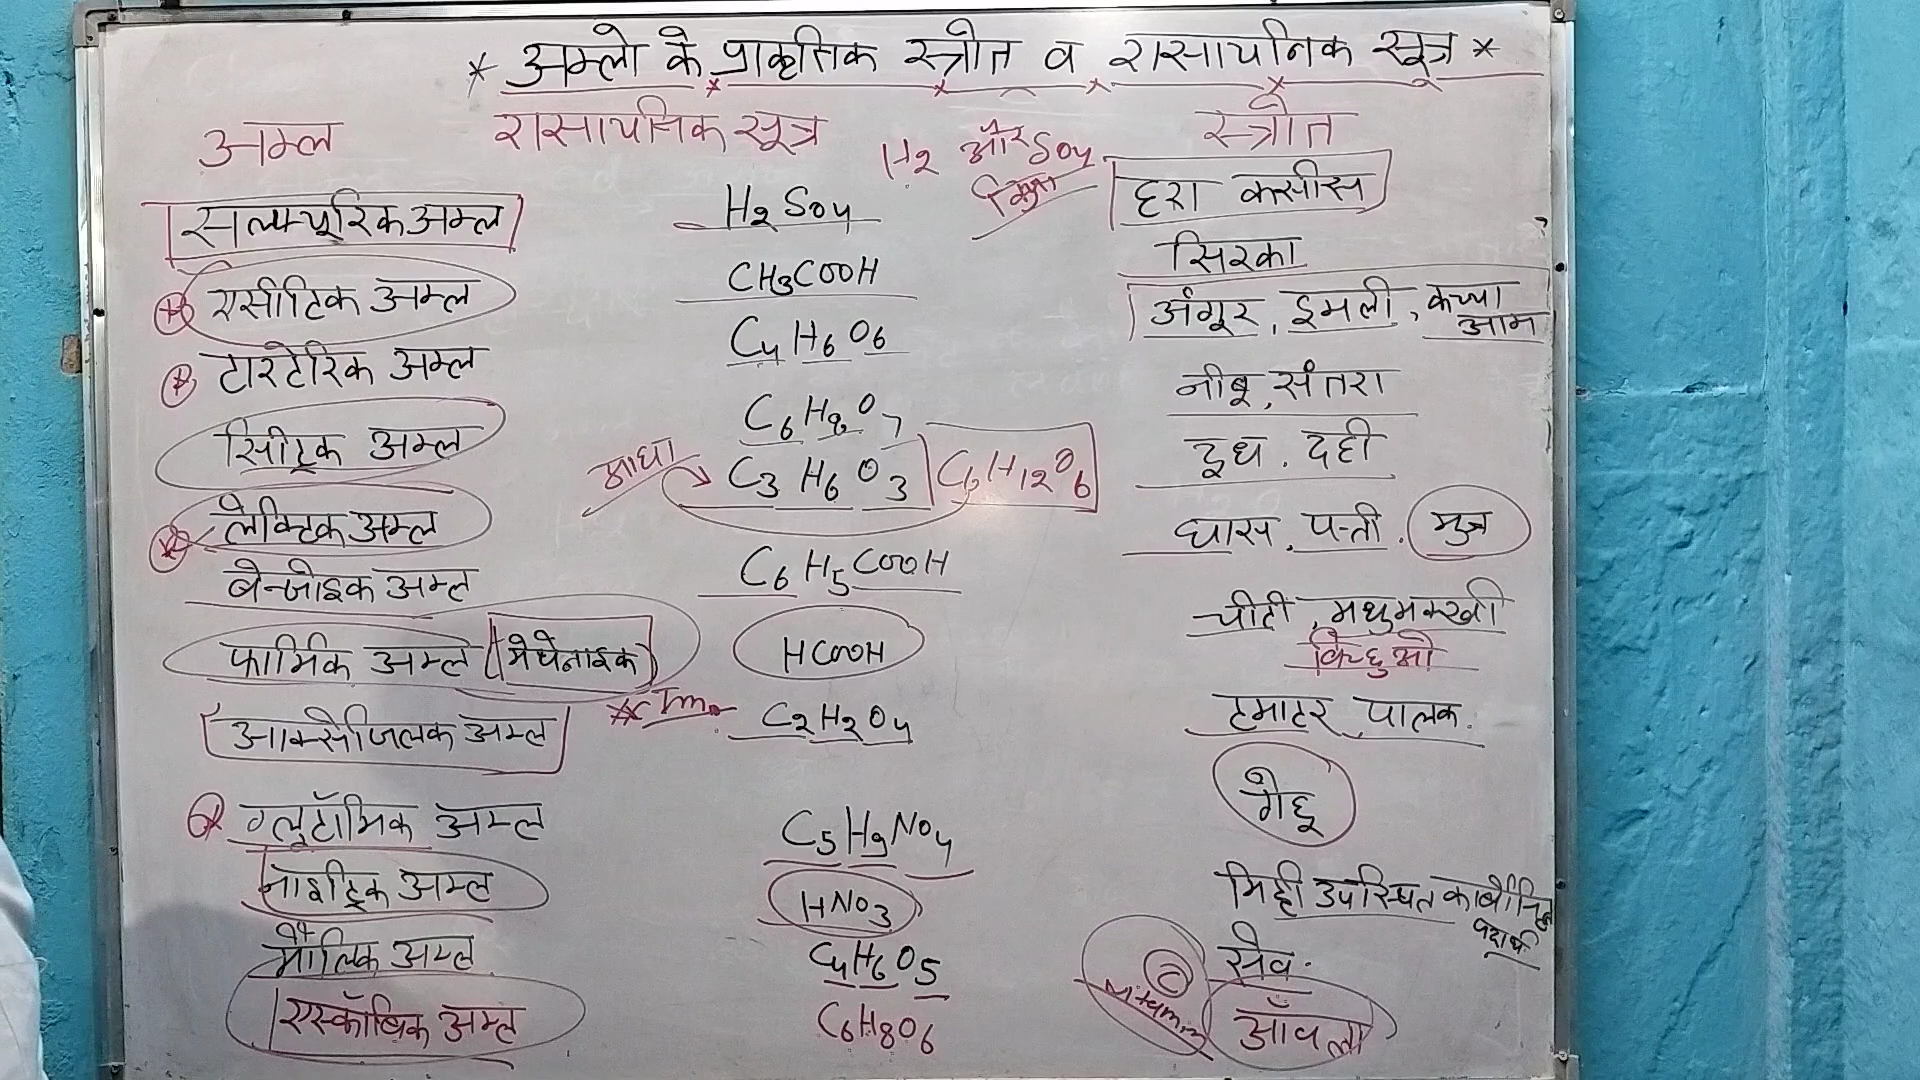 * अम्लो के प्राकृतिक स्त्रौत व रासायनिक सूत्र *
अम्ल रासायनिक सूत्र स्त्रौत
H2 और SO4
सल्फ्यूरिक अम्ल H2SO4 हरा कसीस
एसीटिक अम्ल CH3COOH सिरका
टारटेरिक अम्ल C4H6O6 अंगूर, इमली, कच्चा आम
सिट्रिक अम्ल C6H8O7 नीबू, संतरा
लैक्टिक अम्ल आधा C3H6O3 C6H12O6 दूध. दही
बेन्जोइक अम्ल C6H5COOH घास. पत्ती. मुत्र
फार्मिक अम्ल (मेथेनाइक) HCOOH चीटी, मधुमक्खी
बिच्छुओ
आक्सेजिलक अम्ल Im. C2H2O4 टमाटर, पालक.
ग्लूटॉमिक अम्ल C5H9NO4 गेहू
नाइट्रिक अम्ल HNO3 मिट्टी उपस्थित कार्बोनिक पदार्थ
मैलिक अम्ल C4H6O5 सेव.
एस्कॉर्बिक अम्ल C6H8O6 Vitamin C आँवला